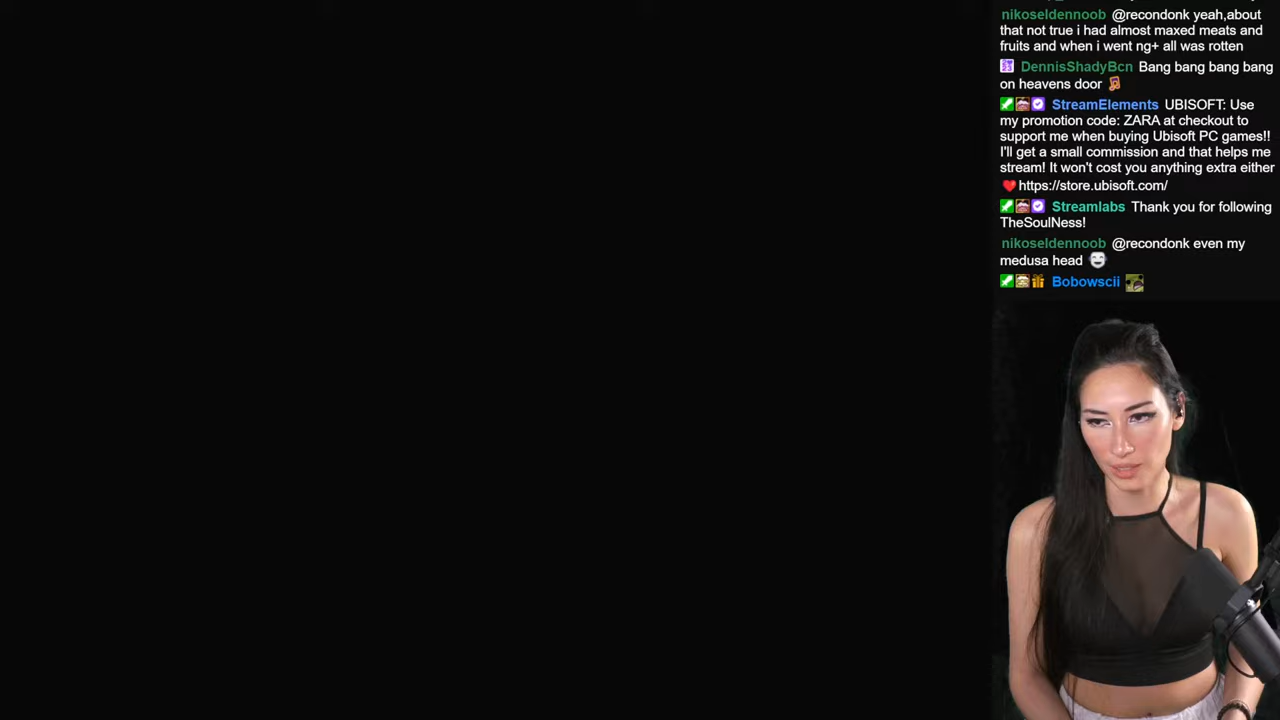 nikoseldennoob @recondonk yeah,about
that not true i had almost maxed meats and
fruits and when i went ng+ all was rotten
DennisShadyBcn Bang bang bang bang
on heavens door
StreamElements UBISOFT: Use
my promotion code: ZARA at checkout to
support me when buying Ubisoft PC games!!
I'll get a small commission and that helps me
stream! It won't cost you anything extra either
https://store.ubisoft.com/
Streamlabs Thank you for following
TheSoulNess!
nikoseldennoob @recondonk even my
medusa head
Bobowscii